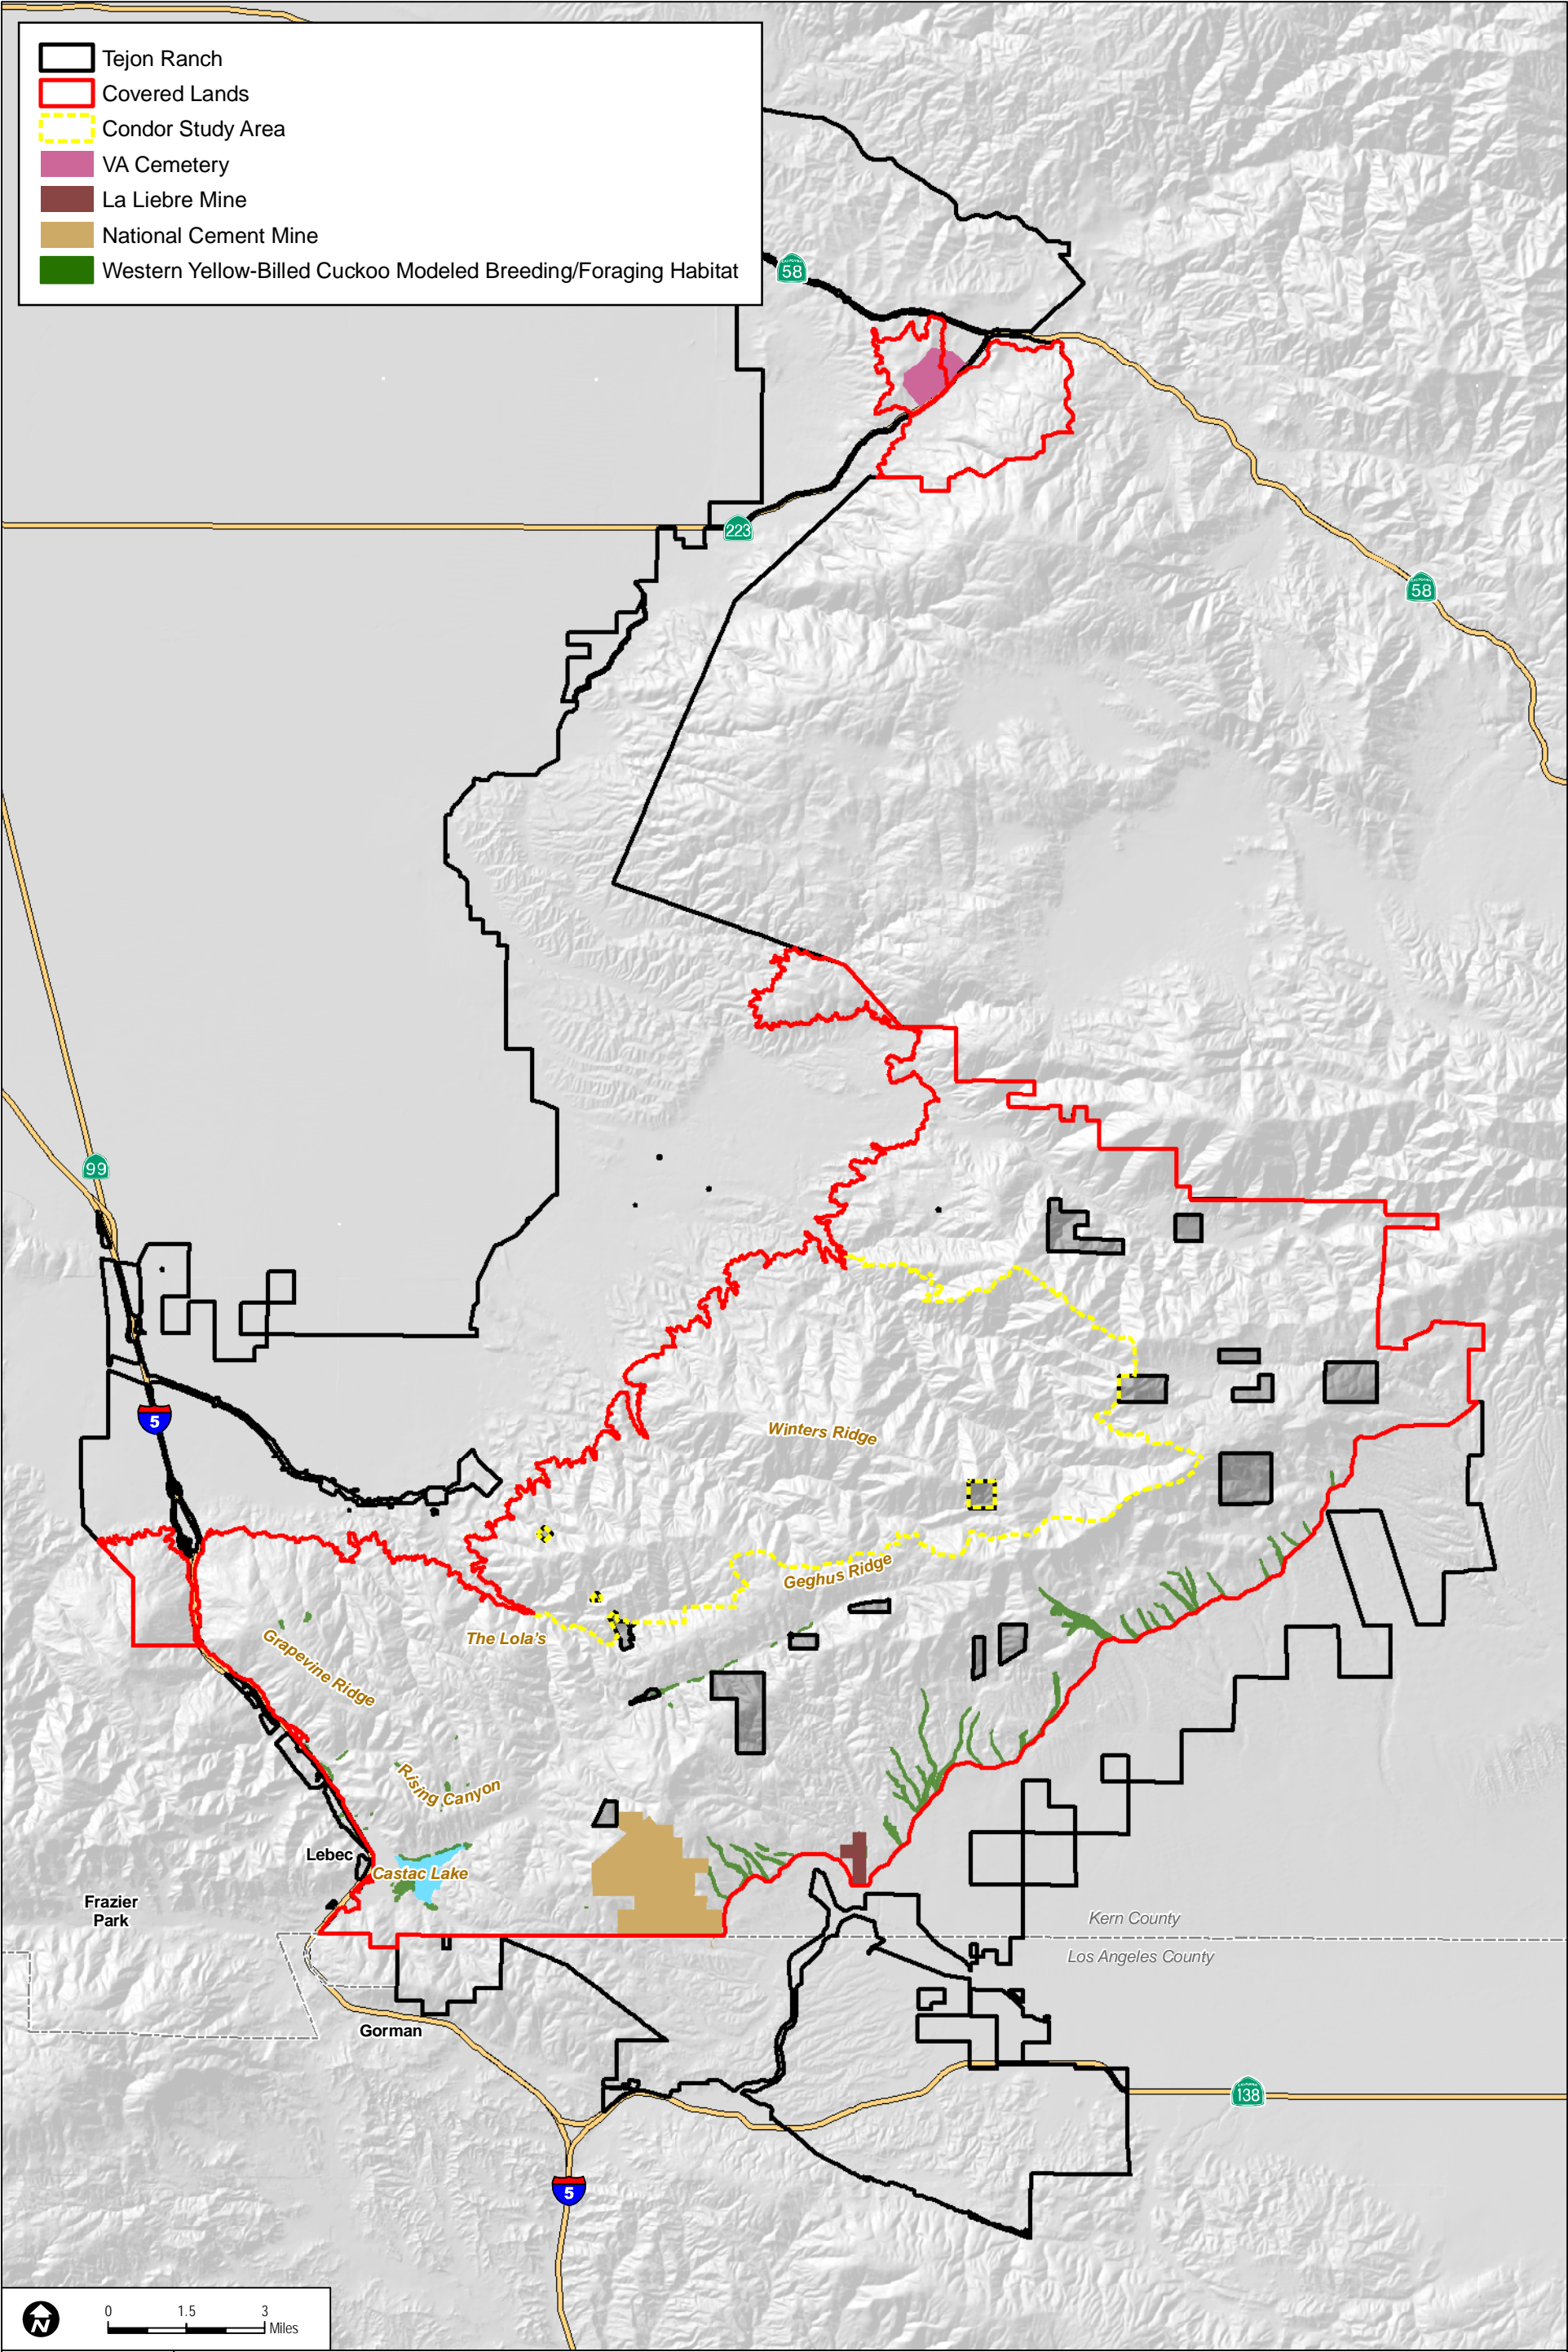 Tejon Ranch
Covered Lands
Condor Study Area
VA Cemetery
La Liebre Mine
National Cement Mine
Western Yellow-Billed Cuckoo Modeled Breeding/Foraging Habitat
58
223
58
99
5
Winters Ridge
Geghus Ridge
The Lola's
Grapevine Ridge
Rising Canyon
Lebec
Castac Lake
Frazier
Park
Kern County
Los Angeles County
Gorman
138
5
N
0 1.5 3
Miles